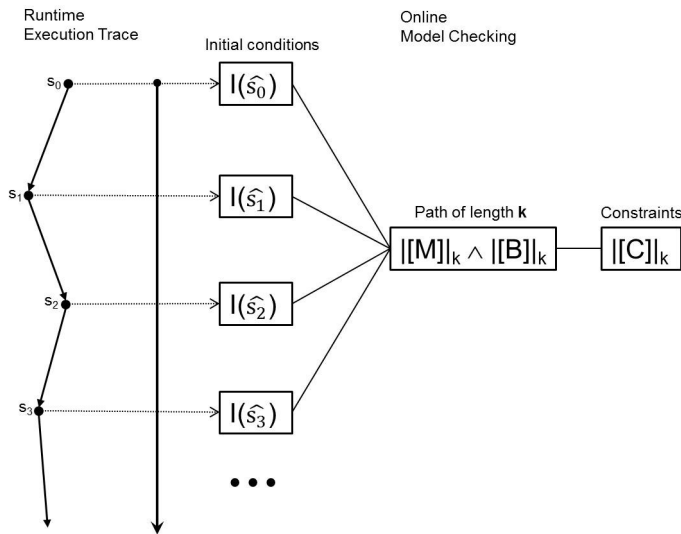 Runtime
Execution Trace
Online
Model Checking
Initial conditions
s₀
I(ŝ₀)
s₁
I(ŝ₁)
Path of length k
Constraints
|[M]|ₖ ∧ |[B]|ₖ
|[C]|ₖ
s₂
I(ŝ₂)
s₃
I(ŝ₃)